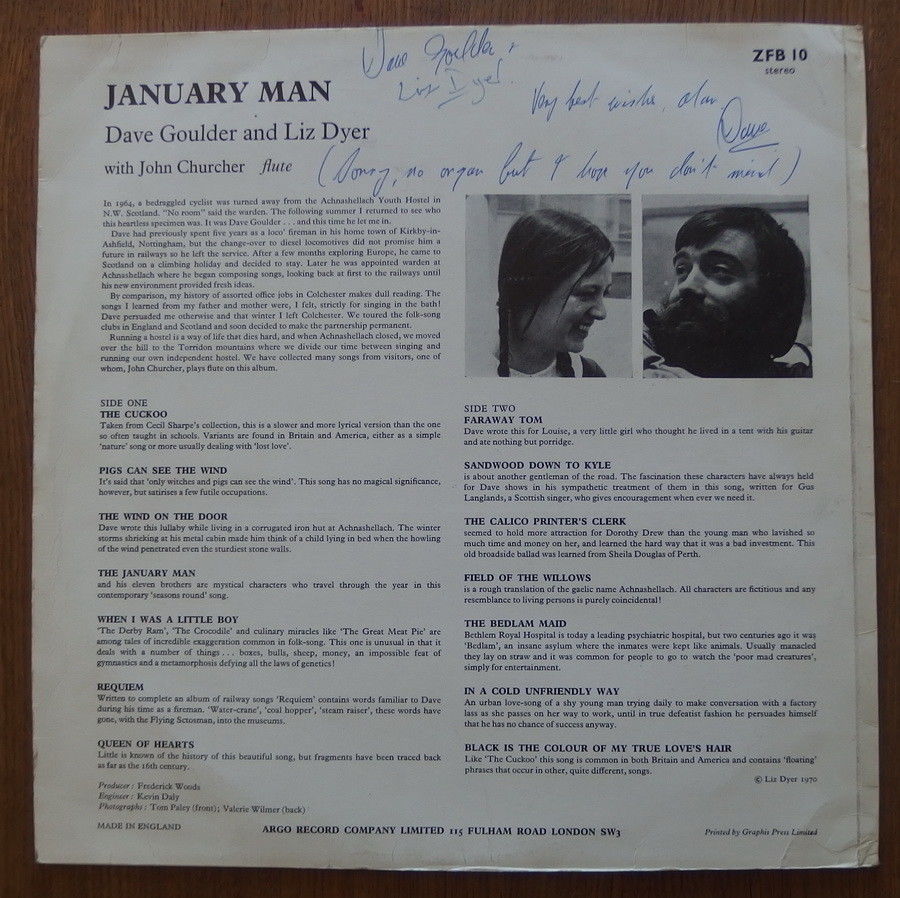 Dave Goulder &
Liz Dyer.
ZFB 10
stereo
JANUARY MAN
Very best wishes, Alan
Dave
Dave Goulder and Liz Dyer
with John Churcher flute
(Sorry, no organ but I hope you don't mind)
In 1964, a bedraggled cyclist was turned away from the Achnashellach Youth Hostel in
N.W. Scotland. "No room" said the warden. The following summer I returned to see who
this heartless specimen was. It was Dave Goulder . . . and this time he let me in.
Dave had previously spent five years as a loco' fireman in his home town of Kirkby-in-
Ashfield, Nottingham, but the change-over to diesel locomotives did not promise him a
future in railways so he left the service. After a few months exploring Europe, he came to
Scotland on a climbing holiday and decided to stay. Later he was appointed warden at
Achnashellach where he began composing songs, looking back at first to the railways until
his new environment provided fresh ideas.
By comparison, my history of assorted office jobs in Colchester makes dull reading. The
songs I learned from my father and mother were, I felt, strictly for singing in the bath!
Dave persuaded me otherwise and that winter I left Colchester. We toured the folk-song
clubs in England and Scotland and soon decided to make the partnership permanent.
Running a hostel is a way of life that dies hard, and when Achnashellach closed, we moved
over the hill to the Torridon mountains where we divide our time between singing and
running our own independent hostel. We have collected many songs from visitors, one of
whom, John Churcher, plays flute on this album.
SIDE ONE
THE CUCKOO
Taken from Cecil Sharpe's collection, this is a slower and more lyrical version than the one
so often taught in schools. Variants are found in Britain and America, either as a simple
'nature' song or more usually dealing with 'lost love'.
PIGS CAN SEE THE WIND
It's said that 'only witches and pigs can see the wind'. This song has no magical significance,
however, but satirises a few futile occupations.
THE WIND ON THE DOOR
Dave wrote this lullaby while living in a corrugated iron hut at Achnashellach. The winter
storms shrieking at his metal cabin made him think of a child lying in bed when the howling
of the wind penetrated even the sturdiest stone walls.
THE JANUARY MAN
and his eleven brothers are mystical characters who travel through the year in this
contemporary 'seasons round' song.
WHEN I WAS A LITTLE BOY
'The Derby Ram', 'The Crocodile' and culinary miracles like 'The Great Meat Pie' are
among tales of incredible exaggeration common in folk-song. This one is unusual in that it
deals with a number of things . . . boxes, bulls, sheep, money, an impossible feat of
gymnastics and a metamorphosis defying all the laws of genetics!
REQUIEM
Written to complete an album of railway songs 'Requiem' contains words familiar to Dave
during his time as a fireman. 'Water-crane', 'coal hopper', 'steam raiser', these words have
gone, with the Flying Sctosman, into the museums.
QUEEN OF HEARTS
Little is known of the history of this beautiful song, but fragments have been traced back
as far as the 16th century.
Producer: Frederick Woods
Engineer: Kevin Daly
Photographs: Tom Paley (front); Valerie Wilmer (back)
SIDE TWO
FARAWAY TOM
Dave wrote this for Louise, a very little girl who thought he lived in a tent with his guitar
and ate nothing but porridge.
SANDWOOD DOWN TO KYLE
is about another gentleman of the road. The fascination these characters have always held
for Dave shows in his sympathetic treatment of them in this song, written for Gus
Langlands, a Scottish singer, who gives encouragement when ever we need it.
THE CALICO PRINTER'S CLERK
seemed to hold more attraction for Dorothy Drew than the young man who lavished so
much time and money on her, and learned the hard way that it was a bad investment. This
old broadside ballad was learned from Sheila Douglas of Perth.
FIELD OF THE WILLOWS
is a rough translation of the gaelic name Achnashellach. All characters are fictitious and any
resemblance to living persons is purely coincidental!
THE BEDLAM MAID
Bethlem Royal Hospital is today a leading psychiatric hospital, but two centuries ago it was
'Bedlam', an insane asylum where the inmates were kept like animals. Usually manacled
they lay on straw and it was common for people to go to watch the 'poor mad creatures',
simply for entertainment.
IN A COLD UNFRIENDLY WAY
An urban love-song of a shy young man trying daily to make conversation with a factory
lass as she passes on her way to work, until in true defeatist fashion he persuades himself
that he has no chance of success anyway.
BLACK IS THE COLOUR OF MY TRUE LOVE'S HAIR
Like 'The Cuckoo' this song is common in both Britain and America and contains 'floating'
phrases that occur in other, quite different, songs.
© Liz Dyer 1970
MADE IN ENGLAND
ARGO RECORD COMPANY LIMITED 115 FULHAM ROAD LONDON SW3
Printed by Graphis Press Limited